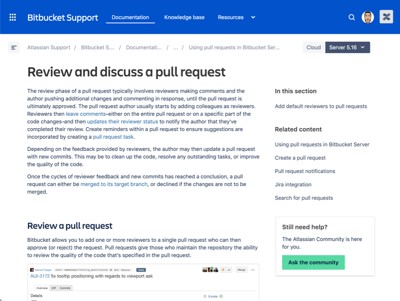 Bitbucket Support Documentation Knowledge base Resources
Atlassian Support / Bitbucket S... / Documentati... / ... / Using pull requests in Bitbucket Ser... Cloud Server 5.16
Review and discuss a pull request
The review phase of a pull request typically involves reviewers making comments and the
author pushing additional changes and commenting in response, until the pull request is
ultimately approved. The pull request author usually starts by adding colleagues as reviewers.
Reviewers then leave comments–either on the entire pull request or on a specific part of the
code changes–and then updates their reviewer status to notify the author that they've
completed their review. Create reminders within a pull request to ensure suggestions are
incorporated by creating a pull request task.
Depending on the feedback provided by reviewers, the author may then update a pull request
with new commits. This may be to clean up the code, resolve any outstanding tasks, or improve
the quality of the code.
Once the cycles of reviewer feedback and new commits has reached a conclusion, a pull
request can either by merged to its target branch, or declined if the changes are not to be
merged.
Review a pull request
Bitbucket allows you to add one or more reviewers to a single pull request who can then
approve (or reject) the request. Pull requests give those who maintain the repository the ability
to review the quality of the code that's specified in the pull request.
fix tooltip positioning with regards to viewport ask
Overview Diff Commits
Details
In this section
Add default reviewers to pull requests
Related content
Using pull requests in Bitbucket Server
Create a pull request
Pull request notifications
Jira integration
Search for pull requests
Still need help?
The Atlassian Community is here
for you.
Ask the community